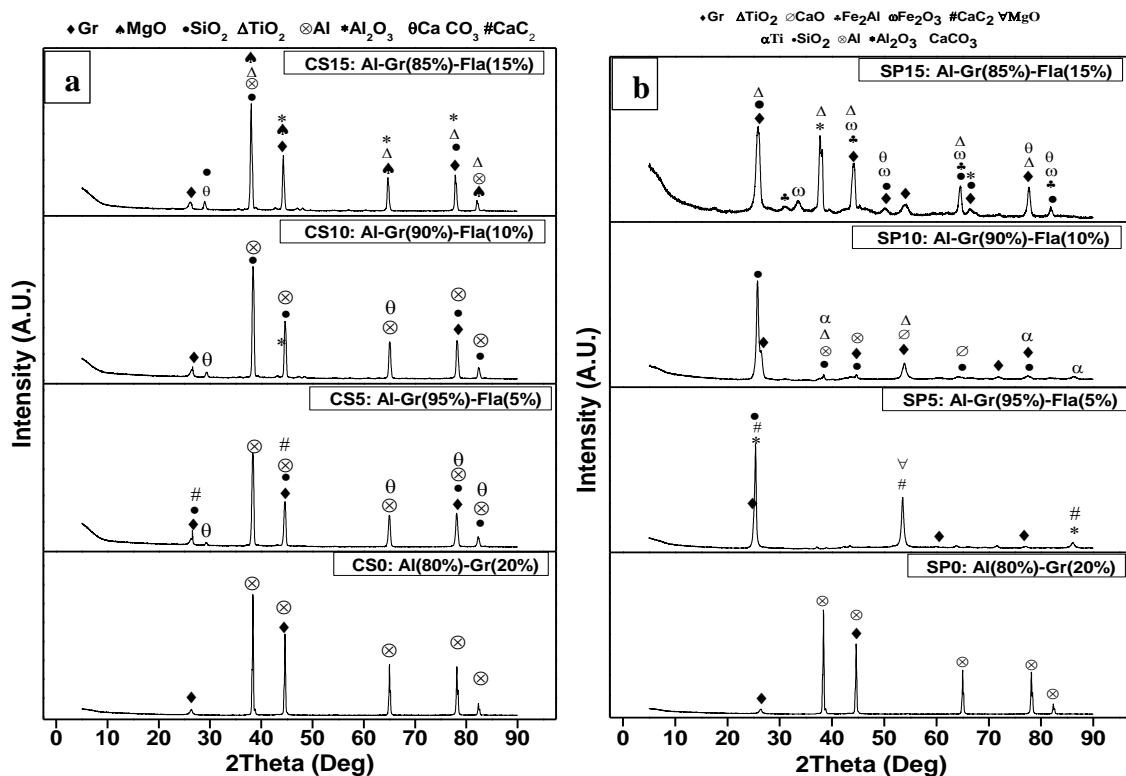 ♦Gr ♠MgO ●SiO₂ ΔTiO₂ ⊗Al *Al₂O₃ θCa CO₃ #CaC₂
a
CS15: Al-Gr(85%)-Fla(15%)
CS10: Al-Gr(90%)-Fla(10%)
CS5: Al-Gr(95%)-Fla(5%)
CS0: Al(80%)-Gr(20%)
Intensity (A.U.)
0 10 20 30 40 50 60 70 80 90
2Theta (Deg)
♦Gr ΔTiO₂ ∅CaO ♣Fe₂Al ωFe₂O₃ #CaC₂ ∀MgO
αTi •SiO₂ ⊗Al *Al₂O₃ CaCO₃
b
SP15: Al-Gr(85%)-Fla(15%)
SP10: Al-Gr(90%)-Fla(10%)
SP5: Al-Gr(95%)-Fla(5%)
SP0: Al(80%)-Gr(20%)
Intensity (A.U.)
0 10 20 30 40 50 60 70 80 90
2Theta (Deg)